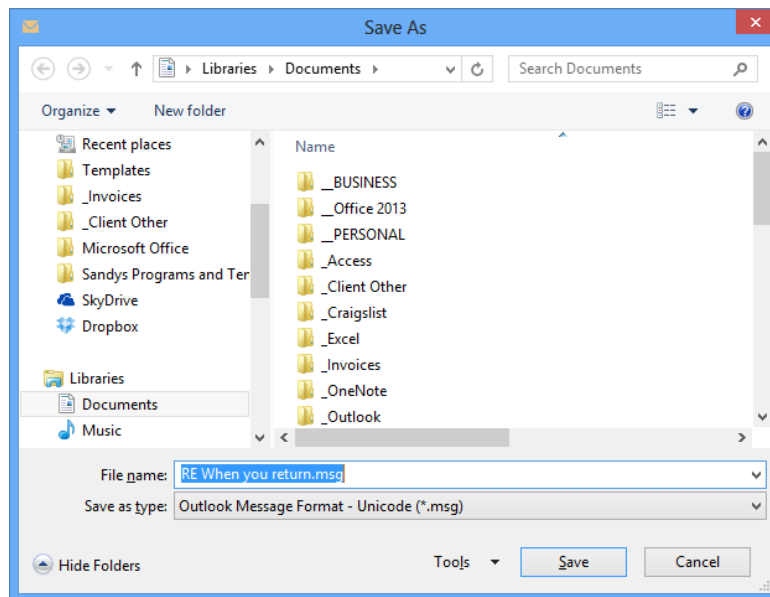 Save As
Libraries Documents
Search Documents
Organize
New folder
Recent places
Templates
_Invoices
_Client Other
Microsoft Office
Sandys Programs and Ter
SkyDrive
Dropbox
Libraries
Documents
Music
Name
__BUSINESS
__Office 2013
__PERSONAL
_Access
_Client Other
_Craigslist
_Excel
_Invoices
_OneNote
_Outlook
File name: RE When you return.msg
Save as type: Outlook Message Format - Unicode (*.msg)
Hide Folders
Tools
Save
Cancel